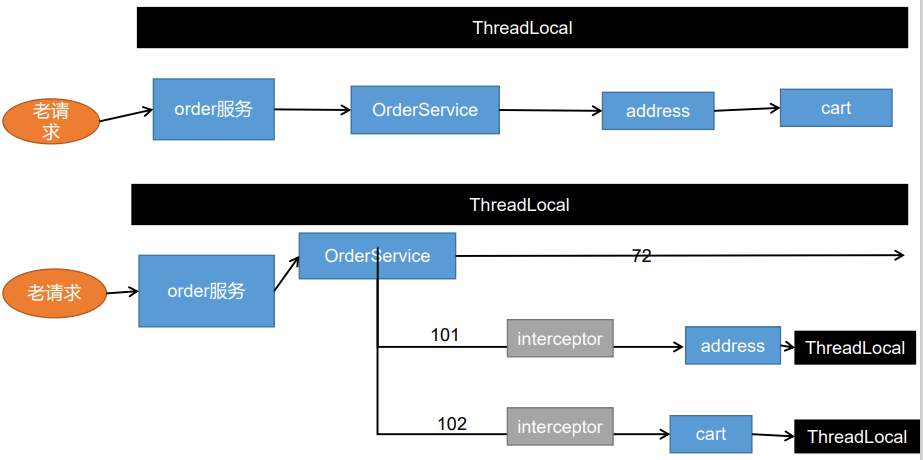 ThreadLocal
老请
求
order服务
OrderService
address
cart
ThreadLocal
OrderService
72
老请求
order服务
101
interceptor
address
ThreadLocal
102
interceptor
cart
ThreadLocal